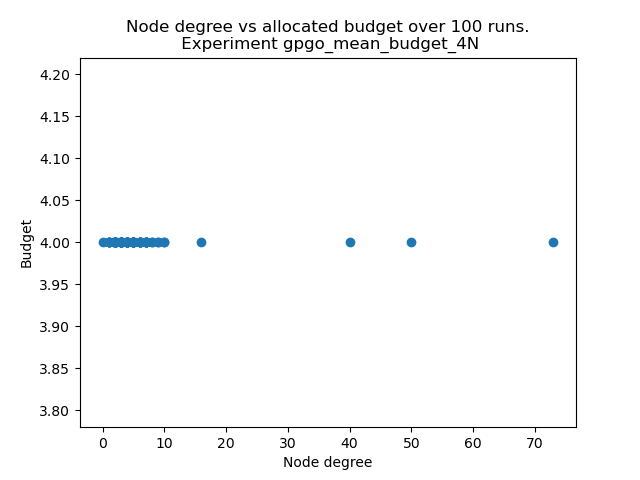 Node degree vs allocated budget over 100 runs.
Experiment gpgo_mean_budget_4N
4.20
4.15
4.10
4.05
4.00
3.95
3.90
3.85
3.80
Budget
0 10 20 30 40 50 60 70
Node degree